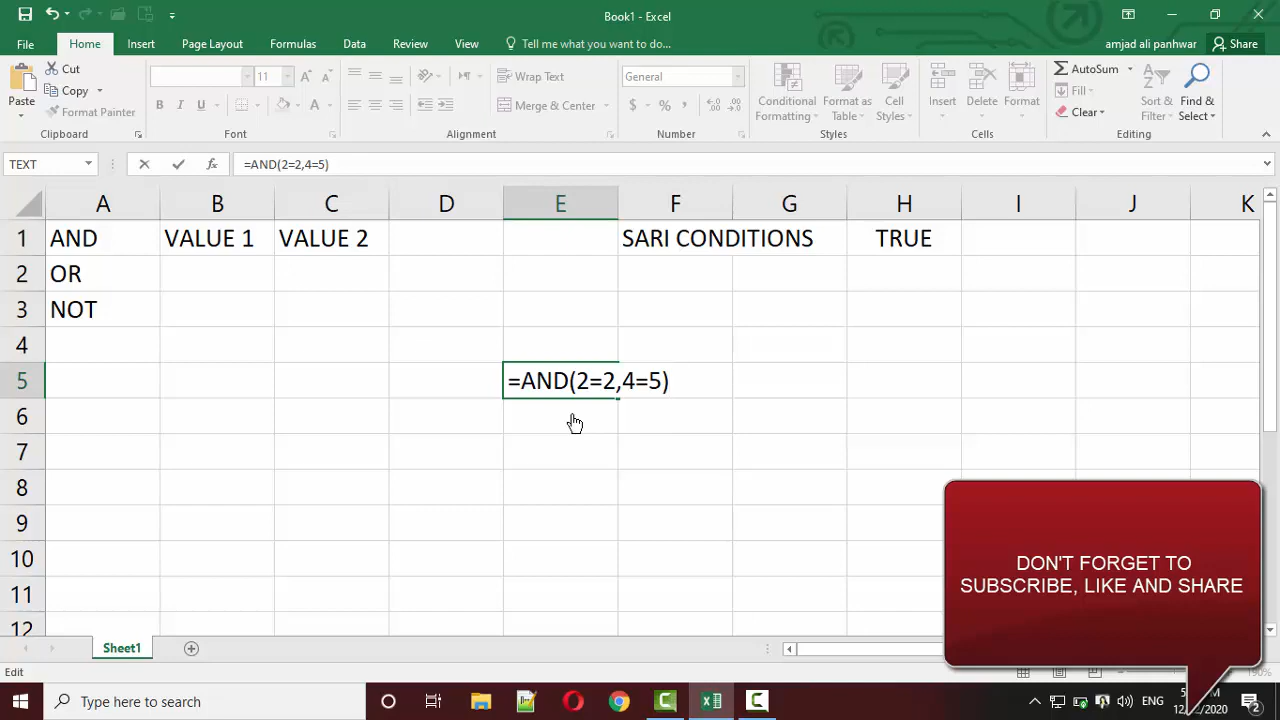 Book1 - Excel
File Home Insert Page Layout Formulas Data Review View Tell me what you want to do... amjad ali panhwar Share
Paste Cut Copy Format Painter 11 Wrap Text Merge & Center General Conditional Formatting Format as Table Cell Styles Insert Delete Format AutoSum Fill Clear Sort & Filter Find & Select
Clipboard Font Alignment Number Styles Cells Editing
TEXT =AND(2=2,4=5)
A B C D E F G H I J K
1 AND VALUE 1 VALUE 2 SARI CONDITIONS TRUE
2 OR
3 NOT
4
5 =AND(2=2,4=5)
6
7
8
9
10
11
12
DON'T FORGET TO
SUBSCRIBE, LIKE AND SHARE
Sheet1
Edit
Type here to search ENG
2